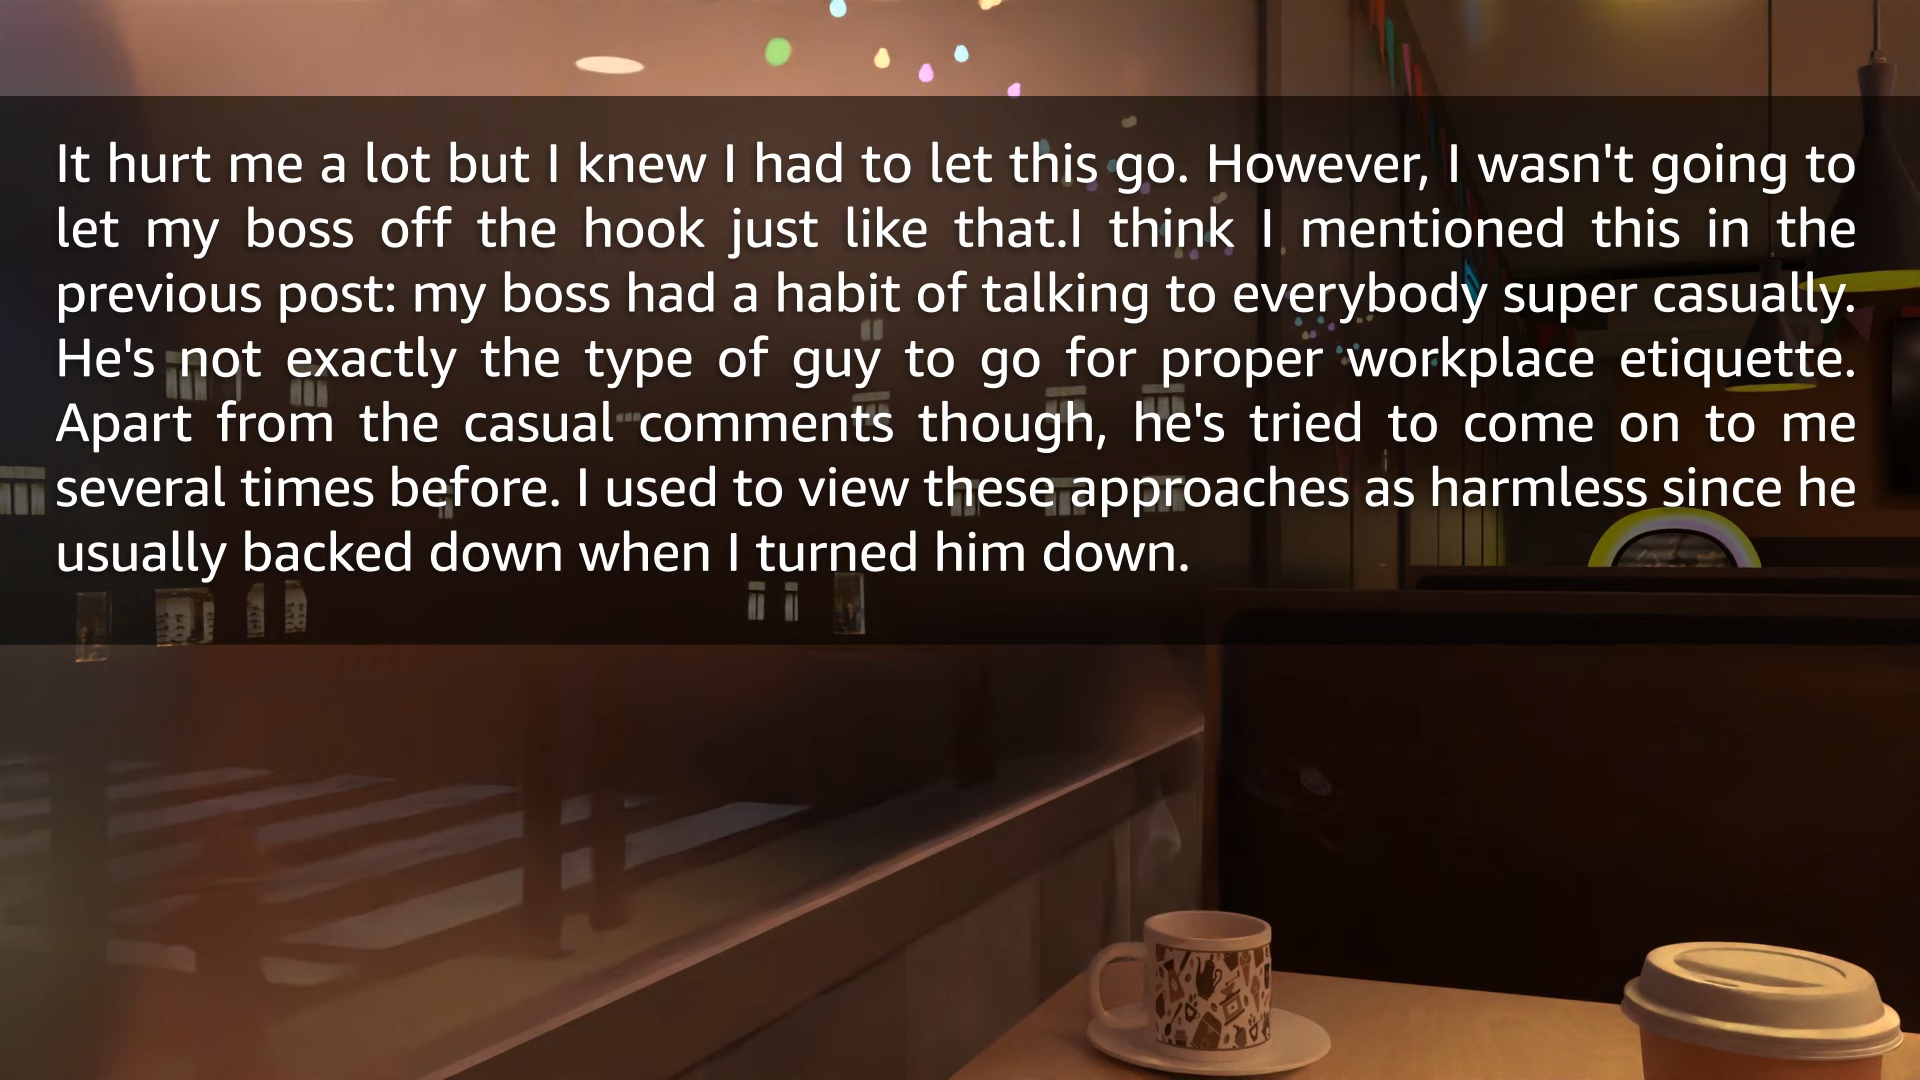 It hurt me a lot but I knew I had to let this go. However, I wasn't going to
let my boss off the hook just like that.I think I mentioned this in the
previous post: my boss had a habit of talking to everybody super casually.
He's not exactly the type of guy to go for proper workplace etiquette.
Apart from the casual comments though, he's tried to come on to me
several times before. I used to view these approaches as harmless since he
usually backed down when I turned him down.